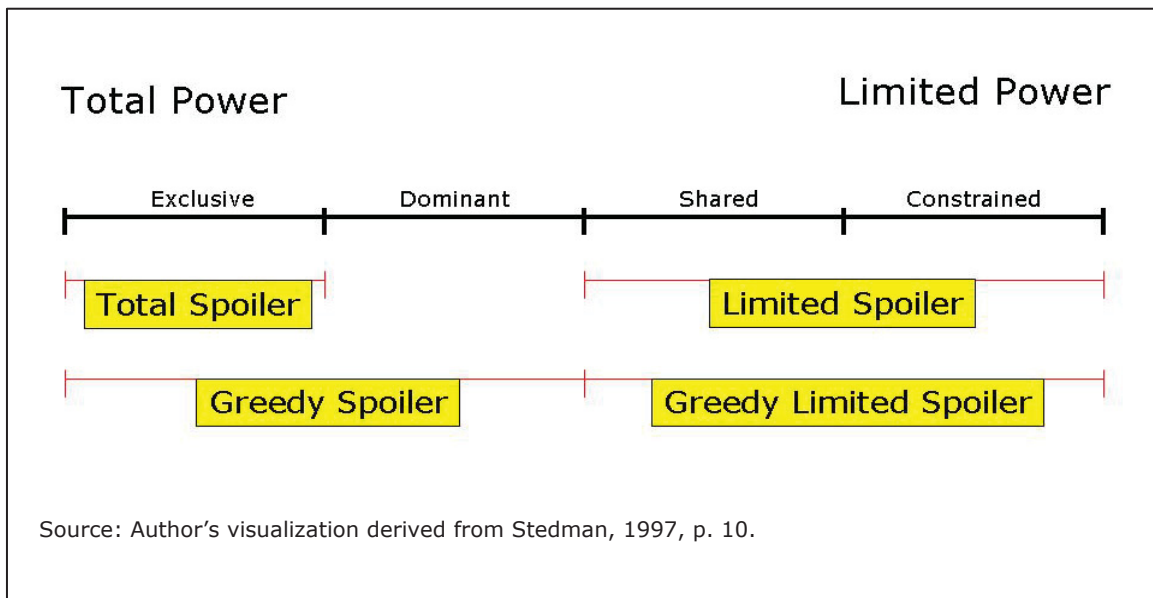 Total Power
Limited Power
Exclusive Dominant Shared Constrained
Total Spoiler Limited Spoiler
Greedy Spoiler Greedy Limited Spoiler
Source: Author’s visualization derived from Stedman, 1997, p. 10.